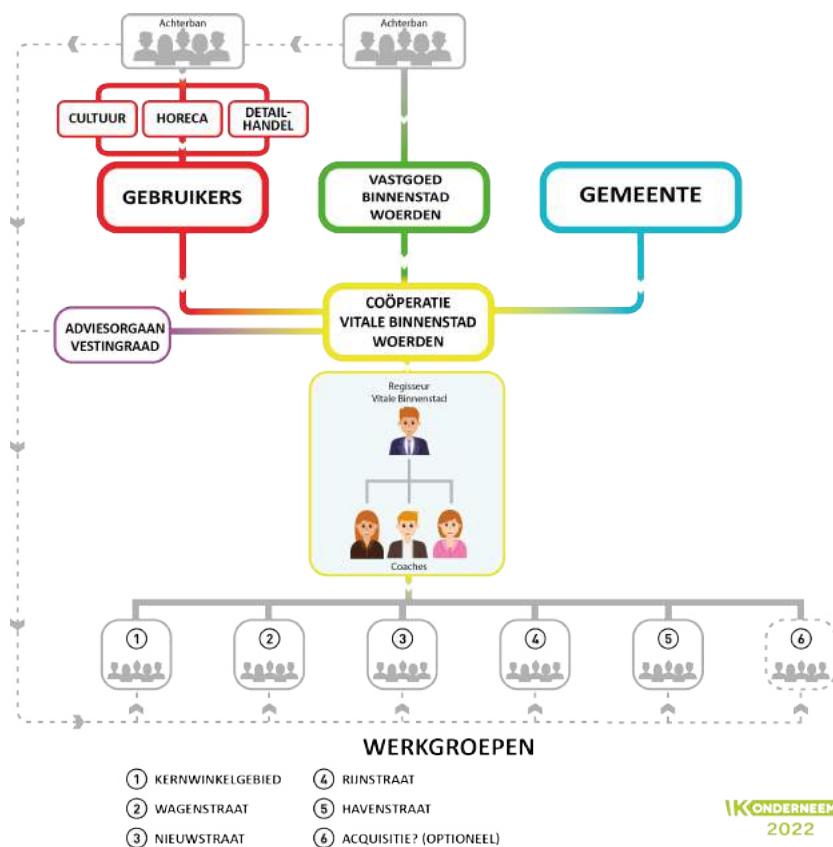 Achterban
Achterban
CULTUUR
HORECA
DETAIL-
HANDEL
GEBRUIKERS
VASTGOED
BINNENSTAD
WOERDEN
GEMEENTE
COÖPERATIE
VITALE BINNENSTAD
WOERDEN
ADVIESORGAAN
VESTINGRAAD
Regisseur
Vitale Binnenstad
Coaches
1
2
3
4
5
6
WERKGROEPEN
1 KERNWINKELGEBIED
2 WAGENSTRAAT
3 NIEUWSTRAAT
4 RIJNSTRAAT
5 HAVENSTRAAT
6 ACQUISITIE? (OPTIONEEL)
IKONDERNEEM
2022